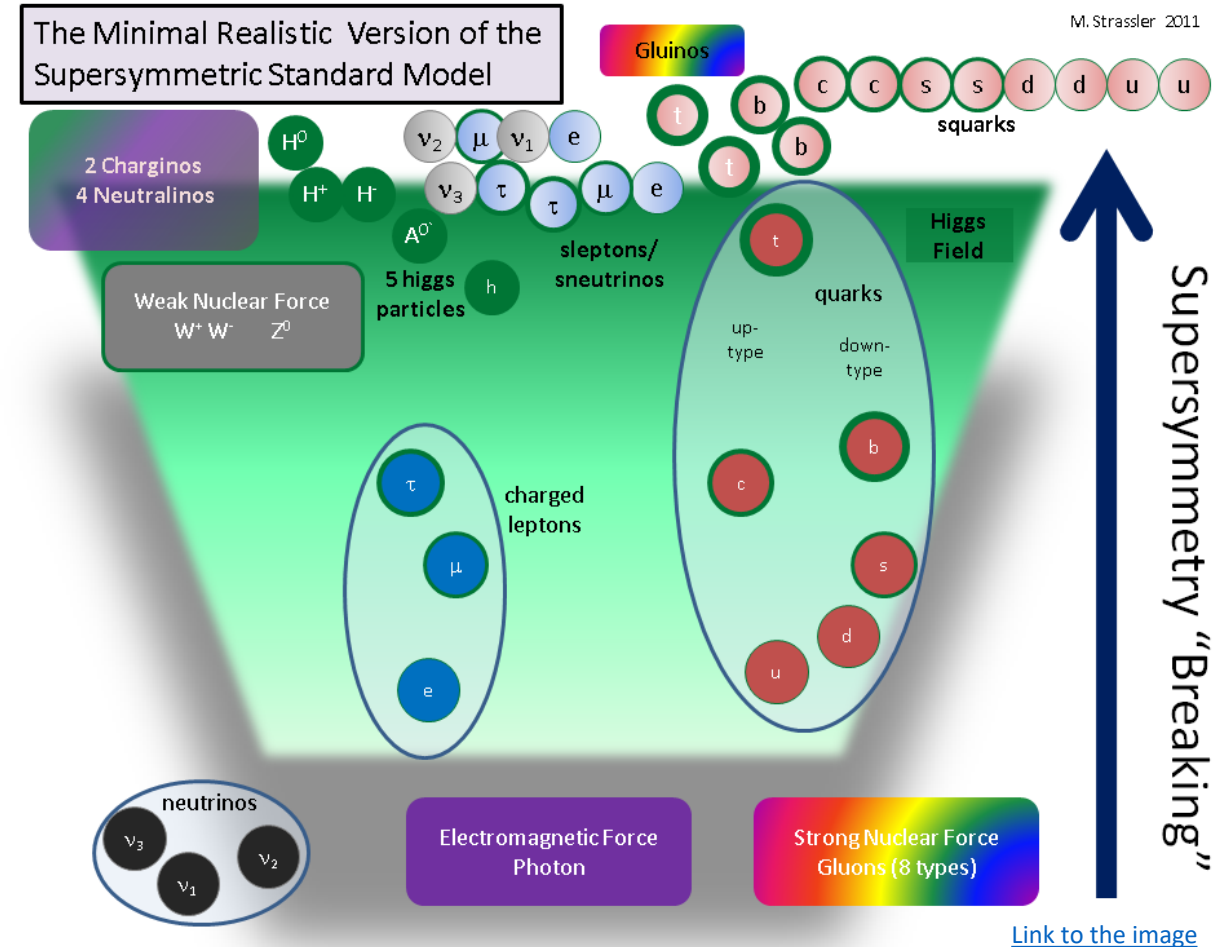 The Minimal Realistic Version of the
Supersymmetric Standard Model
M. Strassler 2011
Gluinos
c c s s d d u u
squarks
t
b
b
t
2 Charginos
4 Neutralinos
H⁰
H⁺ H⁻
A⁰`
h
5 higgs
particles
ν₂ μ ν₁ e
ν₃ τ τ μ e
sleptons/
sneutrinos
Higgs
Field
Weak Nuclear Force
W⁺ W⁻ Z⁰
t
quarks
up-
type
down-
type
b
c
s
d
u
τ
μ
e
charged
leptons
neutrinos
ν₃
ν₁
ν₂
Electromagnetic Force
Photon
Strong Nuclear Force
Gluons (8 types)
Supersymmetry “Breaking”
Link to the image